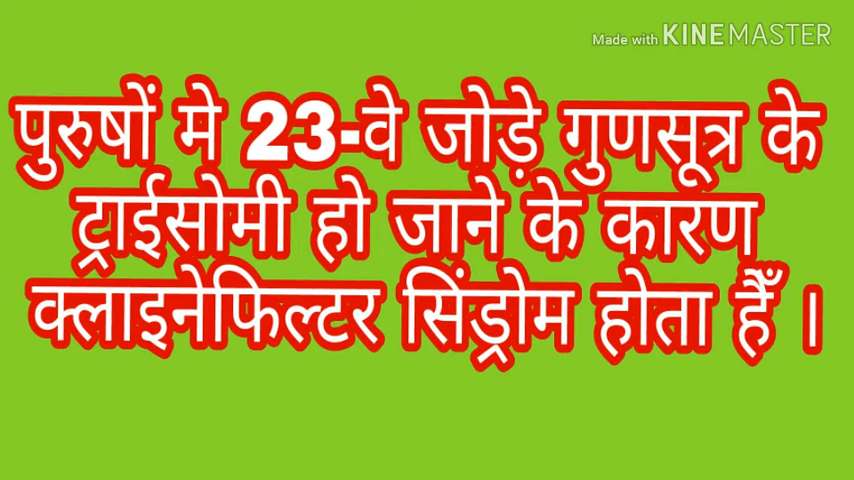 Made with KINEMASTER
पुरुषों मे 23-वे जोड़े गुणसूत्र के
ट्राईसोमी हो जाने के कारण
क्लाइनेफिल्टर सिंड्रोम होता हैँ ।